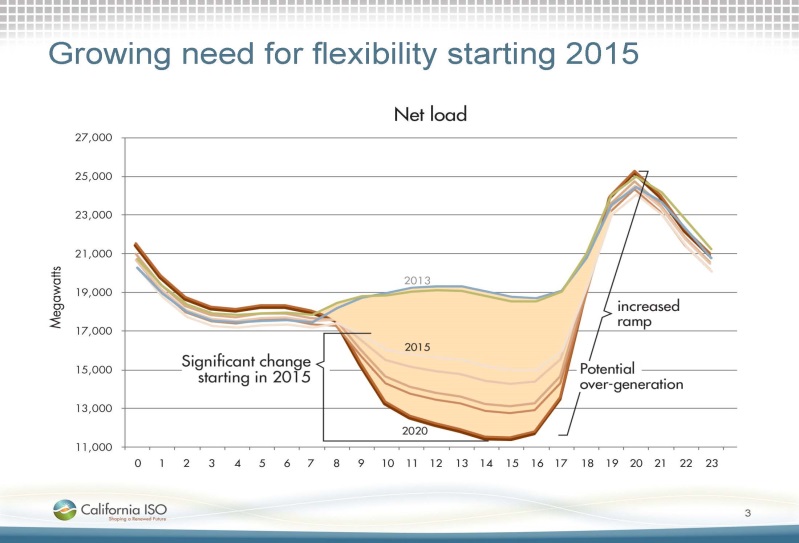 Growing need for flexibility starting 2015
Net load
27,000
25,000
23,000
21,000
19,000
17,000
15,000
13,000
11,000
Megawatts
2013
2015
2020
Significant change
starting in 2015
increased
ramp
Potential
over-generation
0 1 2 3 4 5 6 7 8 9 10 11 12 13 14 15 16 17 18 19 20 21 22 23
California ISO
Shaping a Renewed Future
3